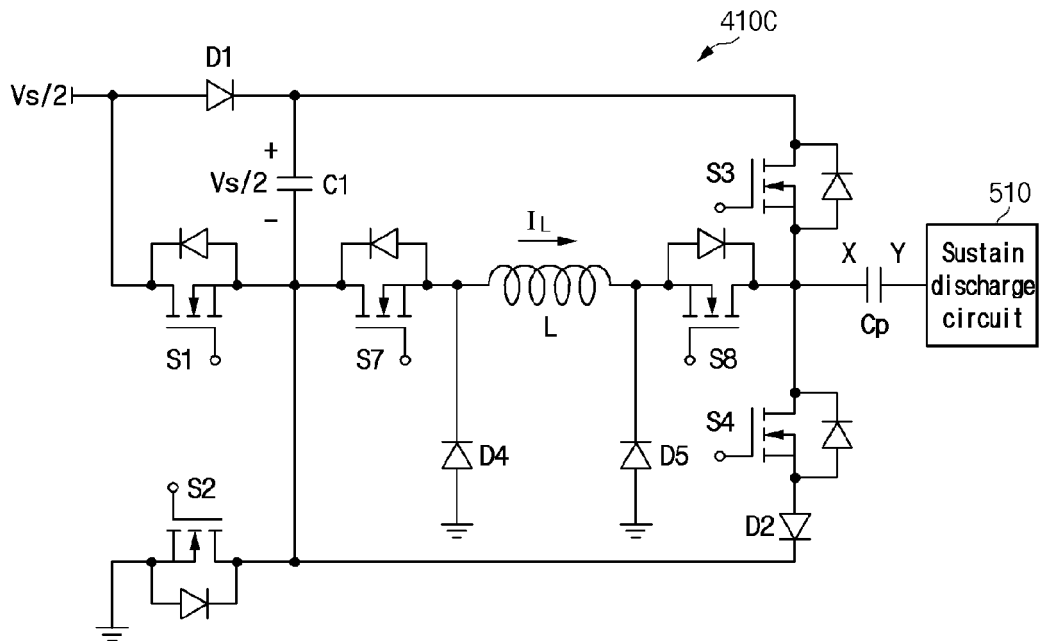 410C
D1
Vs/2
+
Vs/2
C1
-
S3
510
IL
X
Y
Sustain
discharge
circuit
L
Cp
S1
S7
S8
S4
D4
D5
S2
D2